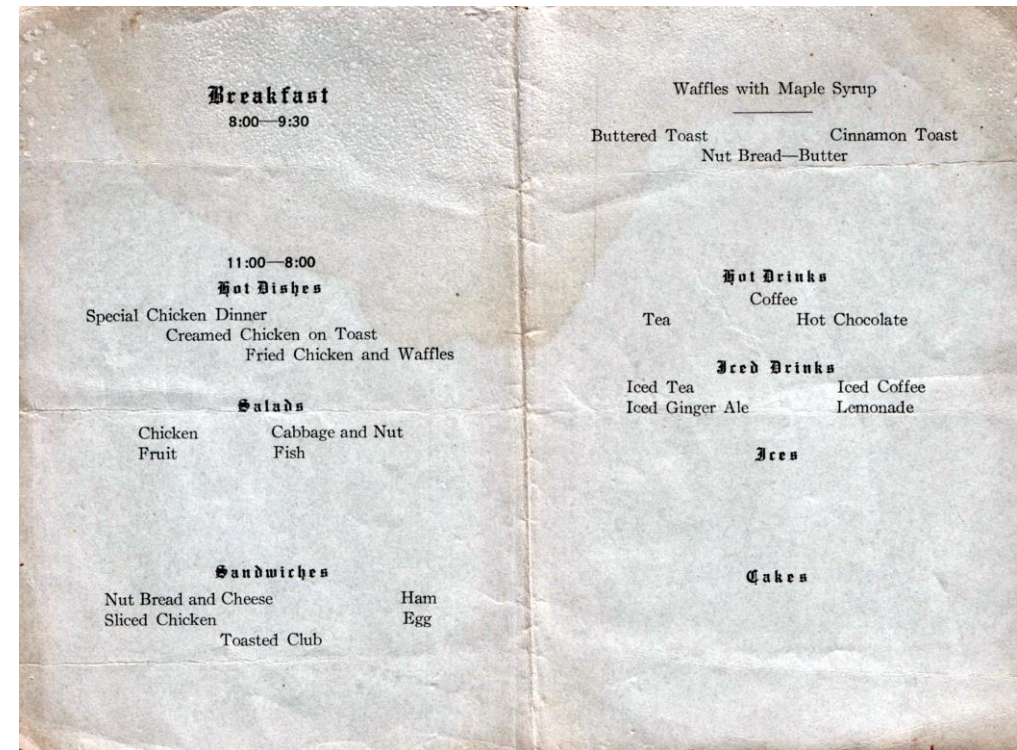 Breakfast
8:00—9:30
11:00—8:00
Hot Dishes
Special Chicken Dinner
Creamed Chicken on Toast
Fried Chicken and Waffles
Salads
Chicken Cabbage and Nut
Fruit Fish
Sandwiches
Nut Bread and Cheese Ham
Sliced Chicken Egg
Toasted Club
Waffles with Maple Syrup
Buttered Toast Cinnamon Toast
Nut Bread—Butter
Hot Drinks
Coffee
Tea Hot Chocolate
Iced Drinks
Iced Tea Iced Coffee
Iced Ginger Ale Lemonade
Ices
Cakes